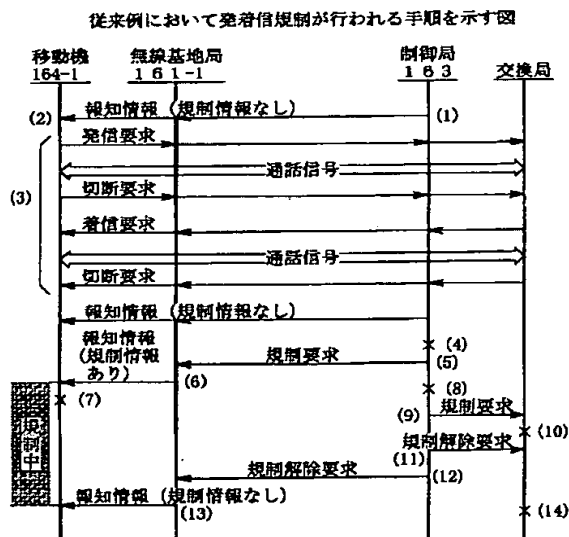 従来例において発着信規制が行われる手順を示す図
移動機 無線基地局 制御局 交換局
164-1 161-1 163
(2) 報知情報（規制情報なし） (1)
発信要求
通話信号
(3) 切断要求
着信要求
通話信号
切断要求
報知情報（規制情報なし）
報知情報
（規制情報
あり）
(4)
規制要求 (5)
(6)
(7) (8)
(9) 規制要求
規制中
(10)
規制解除要求
(11)
規制解除要求 (12)
報知情報（規制情報なし）
(13) (14)